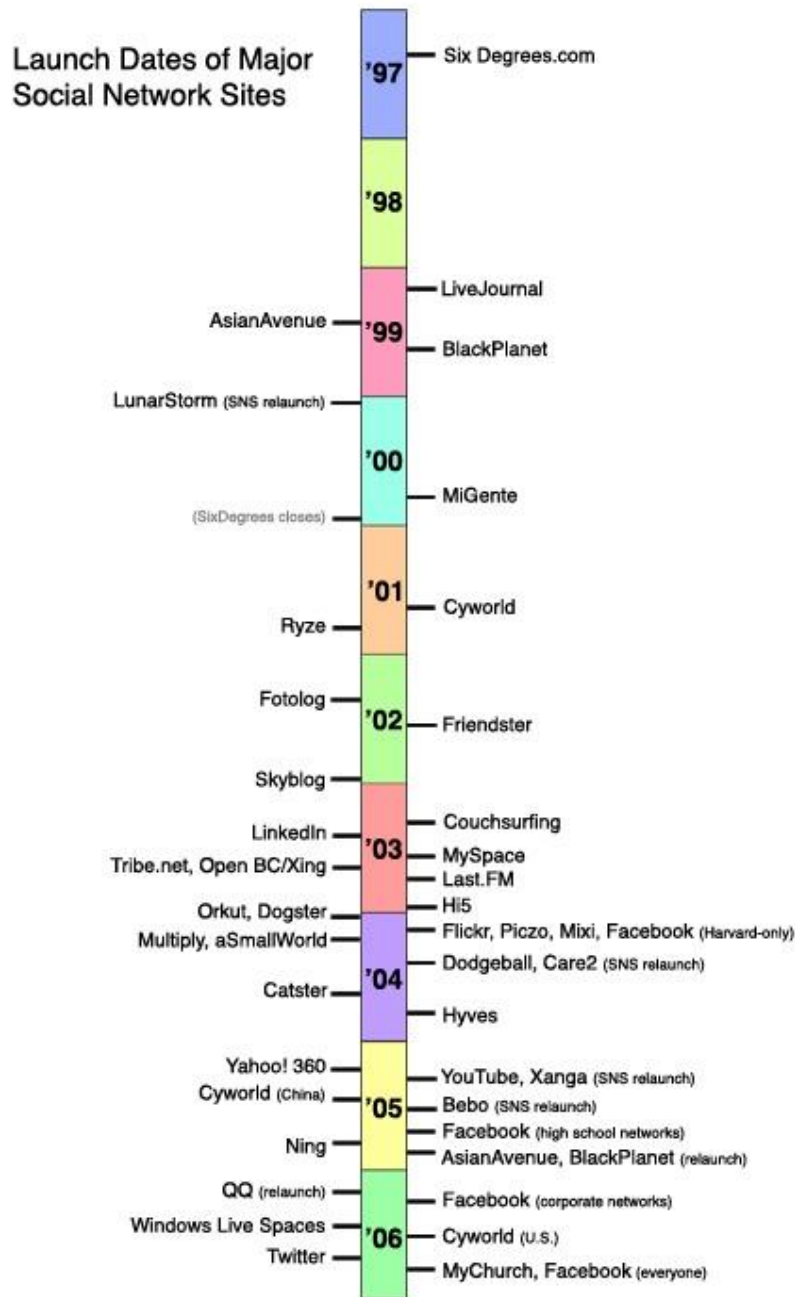 Launch Dates of Major
Social Network Sites
'97
Six Degrees.com
'98
LiveJournal
AsianAvenue
'99
BlackPlanet
LunarStorm (SNS relaunch)
'00
MiGente
(SixDegrees closes)
'01
Cyworld
Ryze
Fotolog
'02
Friendster
Skyblog
Couchsurfing
LinkedIn
'03
MySpace
Tribe.net, Open BC/Xing
Last.FM
Hi5
Orkut, Dogster
Flickr, Piczo, Mixi, Facebook (Harvard-only)
Multiply, aSmallWorld
Dodgeball, Care2 (SNS relaunch)
'04
Catster
Hyves
Yahoo! 360
YouTube, Xanga (SNS relaunch)
Cyworld (China)
Bebo (SNS relaunch)
'05
Facebook (high school networks)
Ning
AsianAvenue, BlackPlanet (relaunch)
QQ (relaunch)
Facebook (corporate networks)
Windows Live Spaces
Cyworld (U.S.)
'06
Twitter
MyChurch, Facebook (everyone)